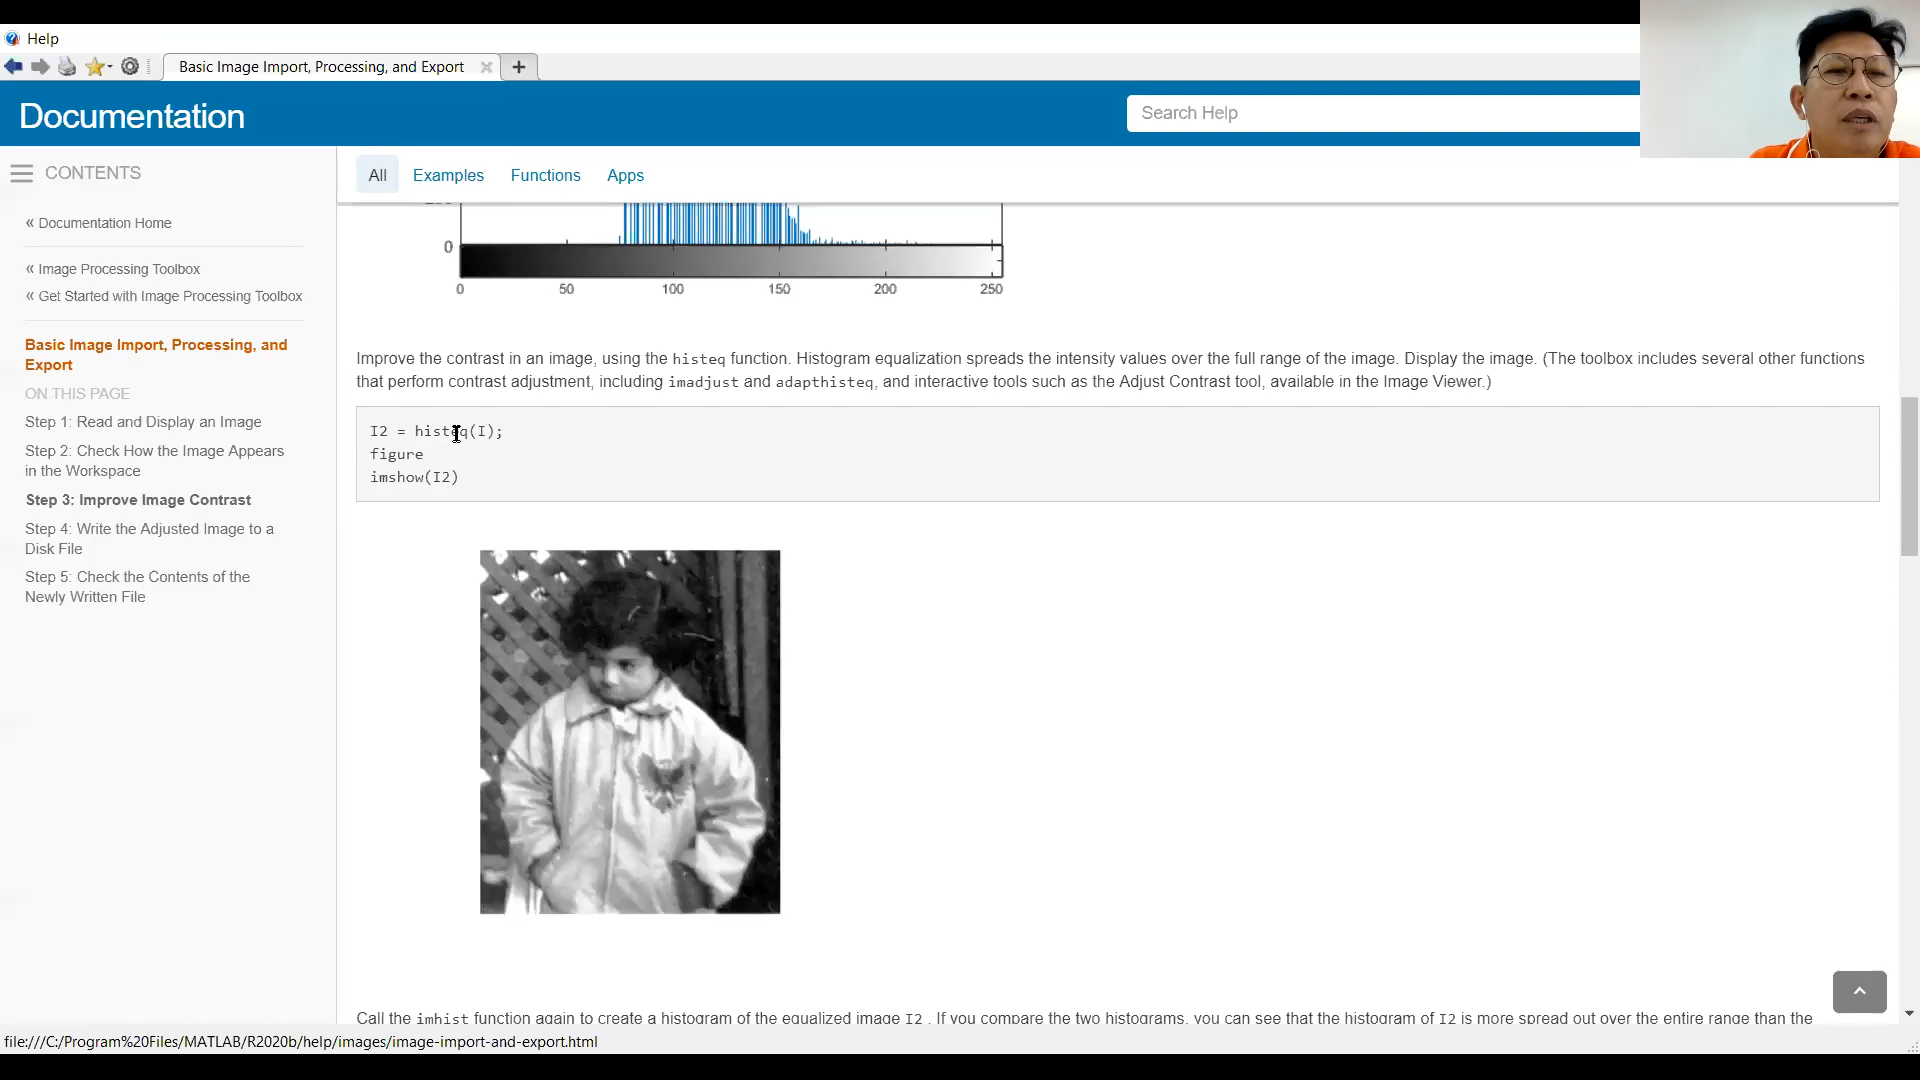 Help
Basic Image Import, Processing, and Export
Documentation
Search Help
CONTENTS
All Examples Functions Apps
« Documentation Home
« Image Processing Toolbox
« Get Started with Image Processing Toolbox
Basic Image Import, Processing, and
Export
ON THIS PAGE
Step 1: Read and Display an Image
Step 2: Check How the Image Appears
in the Workspace
Step 3: Improve Image Contrast
Step 4: Write the Adjusted Image to a
Disk File
Step 5: Check the Contents of the
Newly Written File
0
0 50 100 150 200 250
Improve the contrast in an image, using the histeq function. Histogram equalization spreads the intensity values over the full range of the image. Display the image. (The toolbox includes several other functions
that perform contrast adjustment, including imadjust and adapthisteq, and interactive tools such as the Adjust Contrast tool, available in the Image Viewer.)
I2 = histeq(I);
figure
imshow(I2)
Call the imhist function again to create a histogram of the equalized image I2 . If you compare the two histograms, you can see that the histogram of I2 is more spread out over the entire range than the
file:///C:/Program%20Files/MATLAB/R2020b/help/images/image-import-and-export.html